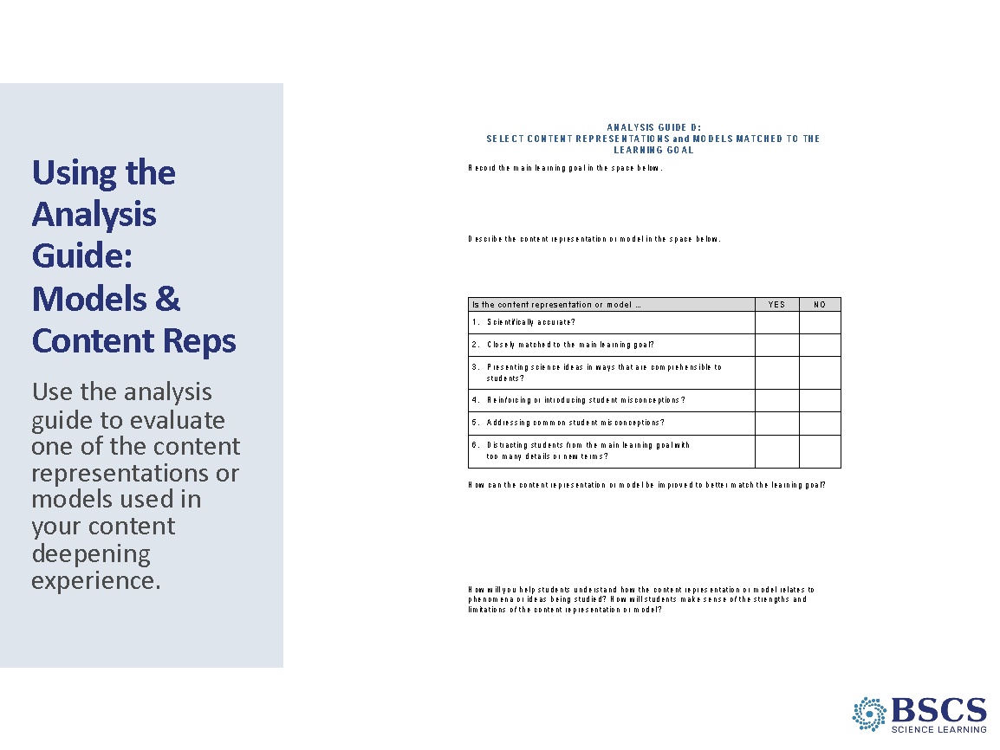 Using the
Analysis
Guide:
Models &
Content Reps
Use the analysis
guide to evaluate
one of the content
representations or
models used in
your content
deepening
experience.
ANALYSIS GUIDE D:
SELECT CONTENT REPRESENTATIONS and MODELS MATCHED TO THE
LEARNING GOAL
Record the main learning goal in the space below.
Describe the content representation or model in the space below.
Is the content representation or model … YES NO
1. Scientifically accurate?
2. Closely matched to the main learning goal?
3. Presenting science ideas in ways that are comprehensible to
students?
4. Reinforcing or introducing student misconceptions?
5. Addressing common student misconceptions?
6. Distracting students from the main learning goal with
too many details or new terms?
How can the content representation or model be improved to better match the learning goal?
How will you help students understand how the content representation or model relates to
phenomena or ideas being studied? How will students make sense of the strengths and
limitations of the content representation or model?
BSCS
SCIENCE LEARNING